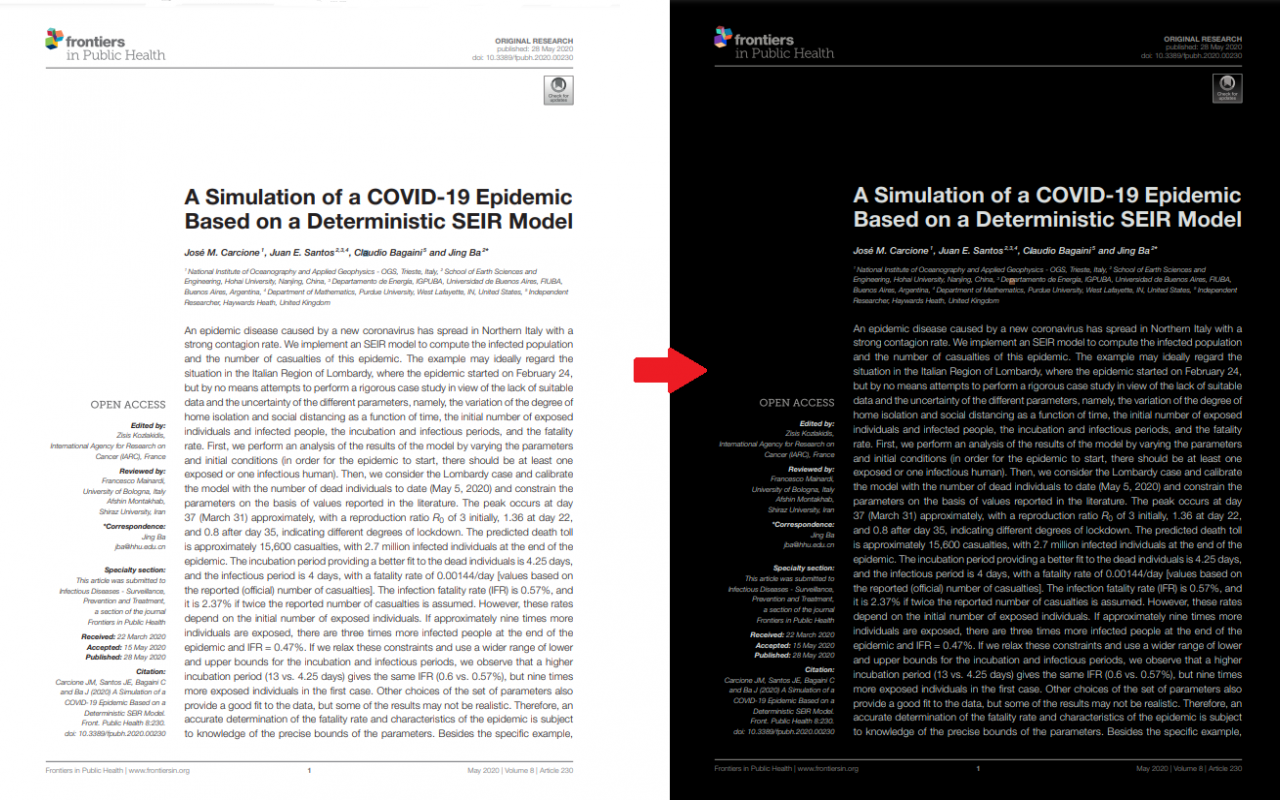 frontiers
in Public Health
ORIGINAL RESEARCH
published: 28 May 2020
doi: 10.3389/fpubh.2020.00230
Check for
updates
A Simulation of a COVID-19 Epidemic
Based on a Deterministic SEIR Model
José M. Carcione 1, Juan E. Santos 2,3,4, Claudio Bagaini 5 and Jing Ba 2*
1 National Institute of Oceanography and Applied Geophysics - OGS, Trieste, Italy, 2 School of Earth Sciences and
Engineering, Hohai University, Nanjing, China, 3 Departamento de Energía, IGPUBA, Universidad de Buenos Aires, FIUBA,
Buenos Aires, Argentina, 4 Department of Mathematics, Purdue University, West Lafayette, IN, United States, 5 Independent
Researcher, Haywards Heath, United Kingdom
An epidemic disease caused by a new coronavirus has spread in Northern Italy with a
strong contagion rate. We implement an SEIR model to compute the infected population
and the number of casualties of this epidemic. The example may ideally regard the
situation in the Italian Region of Lombardy, where the epidemic started on February 24,
but by no means attempts to perform a rigorous case study in view of the lack of suitable
data and the uncertainty of the different parameters, namely, the variation of the degree of
home isolation and social distancing as a function of time, the initial number of exposed
individuals and infected people, the incubation and infectious periods, and the fatality
rate. First, we perform an analysis of the results of the model by varying the parameters
and initial conditions (in order for the epidemic to start, there should be at least one
exposed or one infectious human). Then, we consider the Lombardy case and calibrate
the model with the number of dead individuals to date (May 5, 2020) and constrain the
parameters on the basis of values reported in the literature. The peak occurs at day
37 (March 31) approximately, with a reproduction ratio R0 of 3 initially, 1.36 at day 22,
and 0.8 after day 35, indicating different degrees of lockdown. The predicted death toll
is approximately 15,600 casualties, with 2.7 million infected individuals at the end of the
epidemic. The incubation period providing a better fit to the dead individuals is 4.25 days,
and the infectious period is 4 days, with a fatality rate of 0.00144/day [values based on
the reported (official) number of casualties]. The infection fatality rate (IFR) is 0.57%, and
it is 2.37% if twice the reported number of casualties is assumed. However, these rates
depend on the initial number of exposed individuals. If approximately nine times more
individuals are exposed, there are three times more infected people at the end of the
epidemic and IFR = 0.47%. If we relax these constraints and use a wider range of lower
and upper bounds for the incubation and infectious periods, we observe that a higher
incubation period (13 vs. 4.25 days) gives the same IFR (0.6 vs. 0.57%), but nine times
more exposed individuals in the first case. Other choices of the set of parameters also
provide a good fit to the data, but some of the results may not be realistic. Therefore, an
accurate determination of the fatality rate and characteristics of the epidemic is subject
to knowledge of the precise bounds of the parameters. Besides the specific example,
OPEN ACCESS
Edited by:
Zisis Kozlakidis,
International Agency for Research on
Cancer (IARC), France
Reviewed by:
Francesco Mainardi,
University of Bologna, Italy
Afshin Montakhab,
Shiraz University, Iran
*Correspondence:
Jing Ba
jba@hhu.edu.cn
Specialty section:
This article was submitted to
Infectious Diseases - Surveillance,
Prevention and Treatment,
a section of the journal
Frontiers in Public Health
Received: 22 March 2020
Accepted: 15 May 2020
Published: 28 May 2020
Citation:
Carcione JM, Santos JE, Bagaini C
and Ba J (2020) A Simulation of a
COVID-19 Epidemic Based on a
Deterministic SEIR Model.
Front. Public Health 8:230.
doi: 10.3389/fpubh.2020.00230
Frontiers in Public Health | www.frontiersin.org
1
May 2020 | Volume 8 | Article 230
frontiers
in Public Health
ORIGINAL RESEARCH
published: 28 May 2020
doi: 10.3389/fpubh.2020.00230
Check for
updates
A Simulation of a COVID-19 Epidemic
Based on a Deterministic SEIR Model
José M. Carcione 1, Juan E. Santos 2,3,4, Claudio Bagaini 5 and Jing Ba 2*
1 National Institute of Oceanography and Applied Geophysics - OGS, Trieste, Italy, 2 School of Earth Sciences and
Engineering, Hohai University, Nanjing, China, 3 Departamento de Energía, IGPUBA, Universidad de Buenos Aires, FIUBA,
Buenos Aires, Argentina, 4 Department of Mathematics, Purdue University, West Lafayette, IN, United States, 5 Independent
Researcher, Haywards Heath, United Kingdom
An epidemic disease caused by a new coronavirus has spread in Northern Italy with a
strong contagion rate. We implement an SEIR model to compute the infected population
and the number of casualties of this epidemic. The example may ideally regard the
situation in the Italian Region of Lombardy, where the epidemic started on February 24,
but by no means attempts to perform a rigorous case study in view of the lack of suitable
data and the uncertainty of the different parameters, namely, the variation of the degree of
home isolation and social distancing as a function of time, the initial number of exposed
individuals and infected people, the incubation and infectious periods, and the fatality
rate. First, we perform an analysis of the results of the model by varying the parameters
and initial conditions (in order for the epidemic to start, there should be at least one
exposed or one infectious human). Then, we consider the Lombardy case and calibrate
the model with the number of dead individuals to date (May 5, 2020) and constrain the
parameters on the basis of values reported in the literature. The peak occurs at day
37 (March 31) approximately, with a reproduction ratio R0 of 3 initially, 1.36 at day 22,
and 0.8 after day 35, indicating different degrees of lockdown. The predicted death toll
is approximately 15,600 casualties, with 2.7 million infected individuals at the end of the
epidemic. The incubation period providing a better fit to the dead individuals is 4.25 days,
and the infectious period is 4 days, with a fatality rate of 0.00144/day [values based on
the reported (official) number of casualties]. The infection fatality rate (IFR) is 0.57%, and
it is 2.37% if twice the reported number of casualties is assumed. However, these rates
depend on the initial number of exposed individuals. If approximately nine times more
individuals are exposed, there are three times more infected people at the end of the
epidemic and IFR = 0.47%. If we relax these constraints and use a wider range of lower
and upper bounds for the incubation and infectious periods, we observe that a higher
incubation period (13 vs. 4.25 days) gives the same IFR (0.6 vs. 0.57%), but nine times
more exposed individuals in the first case. Other choices of the set of parameters also
provide a good fit to the data, but some of the results may not be realistic. Therefore, an
accurate determination of the fatality rate and characteristics of the epidemic is subject
to knowledge of the precise bounds of the parameters. Besides the specific example,
OPEN ACCESS
Edited by:
Zisis Kozlakidis,
International Agency for Research on
Cancer (IARC), France
Reviewed by:
Francesco Mainardi,
University of Bologna, Italy
Afshin Montakhab,
Shiraz University, Iran
*Correspondence:
Jing Ba
jba@hhu.edu.cn
Specialty section:
This article was submitted to
Infectious Diseases - Surveillance,
Prevention and Treatment,
a section of the journal
Frontiers in Public Health
Received: 22 March 2020
Accepted: 15 May 2020
Published: 28 May 2020
Citation:
Carcione JM, Santos JE, Bagaini C
and Ba J (2020) A Simulation of a
COVID-19 Epidemic Based on a
Deterministic SEIR Model.
Front. Public Health 8:230.
doi: 10.3389/fpubh.2020.00230
Frontiers in Public Health | www.frontiersin.org
1
May 2020 | Volume 8 | Article 230